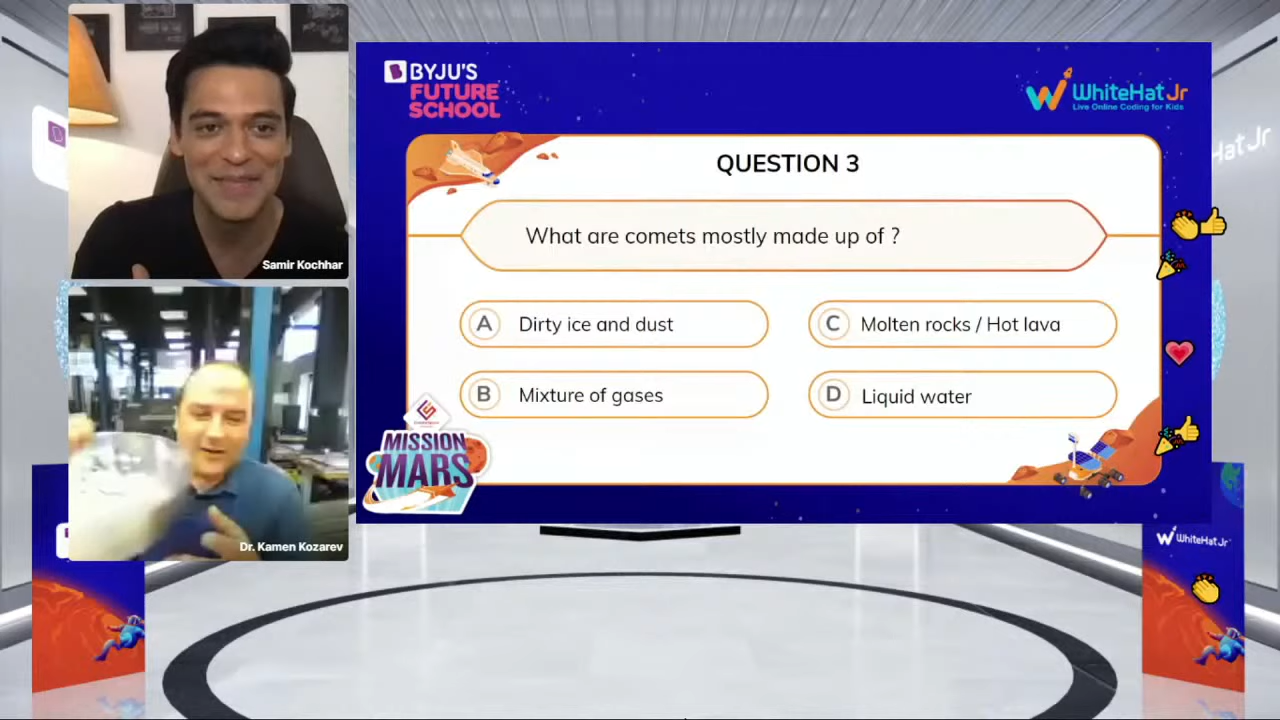 Samir Kochhar
Dr. Kamen Kozarev
BYJU'S
FUTURE
SCHOOL
WhiteHat Jr
Live Online Coding for Kids
QUESTION 3
What are comets mostly made up of ?
A Dirty ice and dust
B Mixture of gases
C Molten rocks / Hot lava
D Liquid water
MISSION
MARS
Hat Jr
WhiteHat Jr